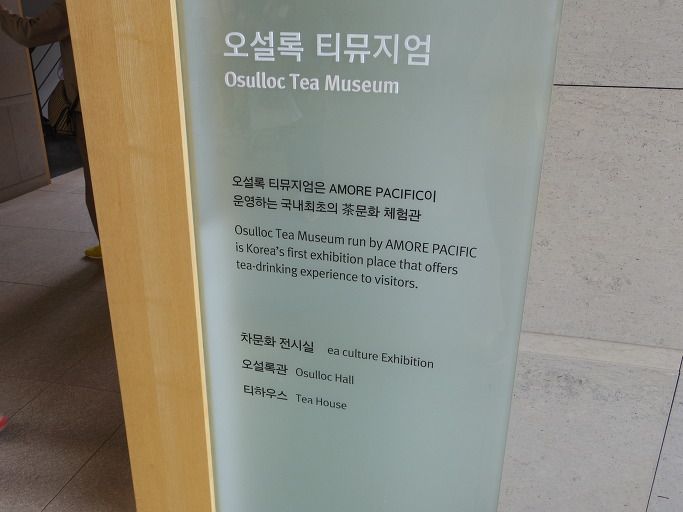 오설록 티뮤지엄
Osulloc Tea Museum
오설록 티뮤지엄은 AMORE PACIFIC이
운영하는 국내최초의 茶문화 체험관
Osulloc Tea Museum run by AMORE PACIFIC
is Korea's first exhibition place that offers
tea-drinking experience to visitors.
차문화 전시실 ea culture Exhibition
오설록관 Osulloc Hall
티하우스 Tea House